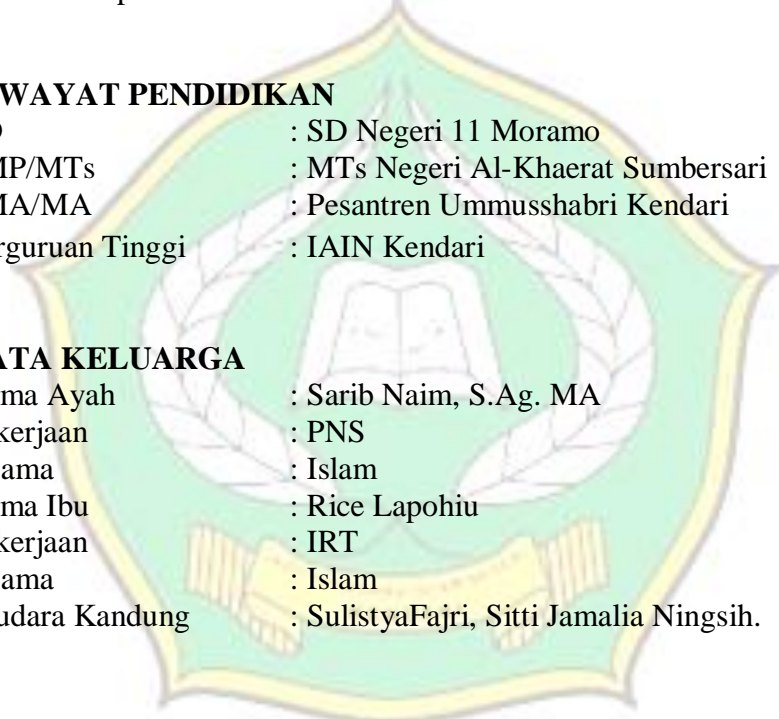 WAYAT PENDIDIKAN
: SD Negeri 11 Moramo
MP/MTs : MTs Negeri Al-Khaerat Sumbersari
MA/MA : Pesantren Ummusshabri Kendari
rguruan Tinggi : IAIN Kendari
ATA KELUARGA
ma Ayah : Sarib Naim, S.Ag. MA
kerjaan : PNS
ama : Islam
ma Ibu : Rice Lapohiu
kerjaan : IRT
ama : Islam
udara Kandung : SulistyaFajri, Sitti Jamalia Ningsih.